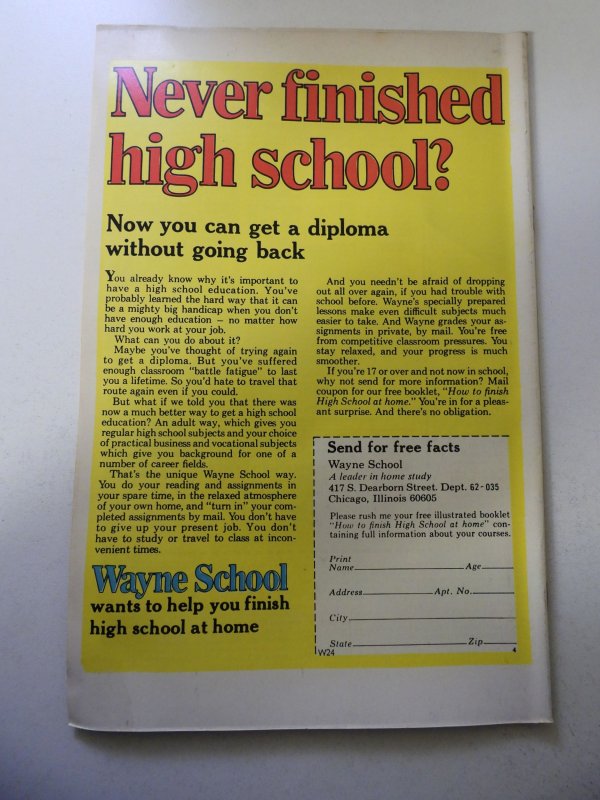 Never finished
high school?
Now you can get a diploma
without going back
You already know why it's important to
have a high school education. You've
probably learned the hard way that it can
be a mighty big handicap when you don't
have enough education — no matter how
hard you work at your job.
What can you do about it?
Maybe you've thought of trying again
to get a diploma. But you've suffered
enough classroom "battle fatigue" to last
you a lifetime. So you'd hate to travel that
route again even if you could.
But what if we told you that there was
now a much better way to get a high school
education? An adult way, which gives you
regular high school subjects and your choice
of practical business and vocational subjects
which give you background for one of a
number of career fields.
That's the unique Wayne School way.
You do your reading and assignments in
your spare time, in the relaxed atmosphere
of your own home, and "turn in" your com-
pleted assignments by mail. You don't have
to give up your present job. You don't
have to study or travel to class at incon-
venient times.
Wayne School
wants to help you finish
high school at home
And you needn't be afraid of dropping
out all over again, if you had trouble with
school before. Wayne's specially prepared
lessons make even difficult subjects much
easier to take. And Wayne grades your as-
signments in private, by mail. You're free
from competitive classroom pressures. You
stay relaxed, and your progress is much
smoother.
If you're 17 or over and not now in school,
why not send for more information? Mail
coupon for our free booklet, "How to finish
High School at home." You're in for a pleas-
ant surprise. And there's no obligation.
Send for free facts
Wayne School
A leader in home study
417 S. Dearborn Street. Dept. 62-035
Chicago, Illinois 60605
Please rush me your free illustrated booklet
"How to finish High School at home" con-
taining full information about your courses.
Print
Name Age
Address Apt. No.
City
State Zip
W24 4